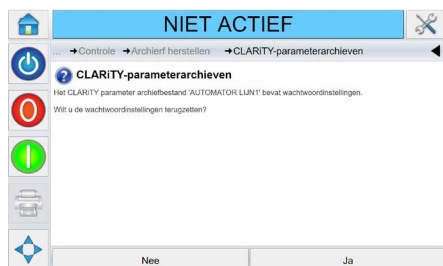 NIET ACTIEF
... ➔Controle ➔Archief herstellen ➔CLARiTY-parameterarchieven
CLARiTY-parameterarchieven
Het CLARiTY parameter archiefbestand 'AUTOMATOR LIJN1' bevat wachtwoordinstellingen.
Wilt u de wachtwoordinstellingen terugzetten?
Nee
Ja